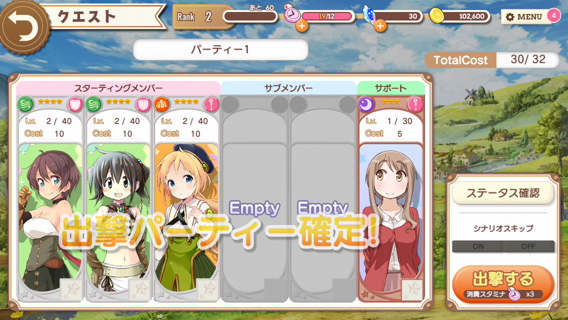 クエスト
Rank 2
あと 60
19/12
30
102,600
MENU
パーティー1
TotalCost 30/32
スターティングメンバー
サブメンバー
サポート
Lv. 2 / 40
Cost 10
Lv. 2 / 40
Cost 10
Lv. 2 / 40
Cost 10
Lv. 1 / 30
Cost 5
Empty
Empty
出撃パーティー確定!
ステータス確認
シナリオスキップ
ON OFF
出撃する
消費スタミナ x3